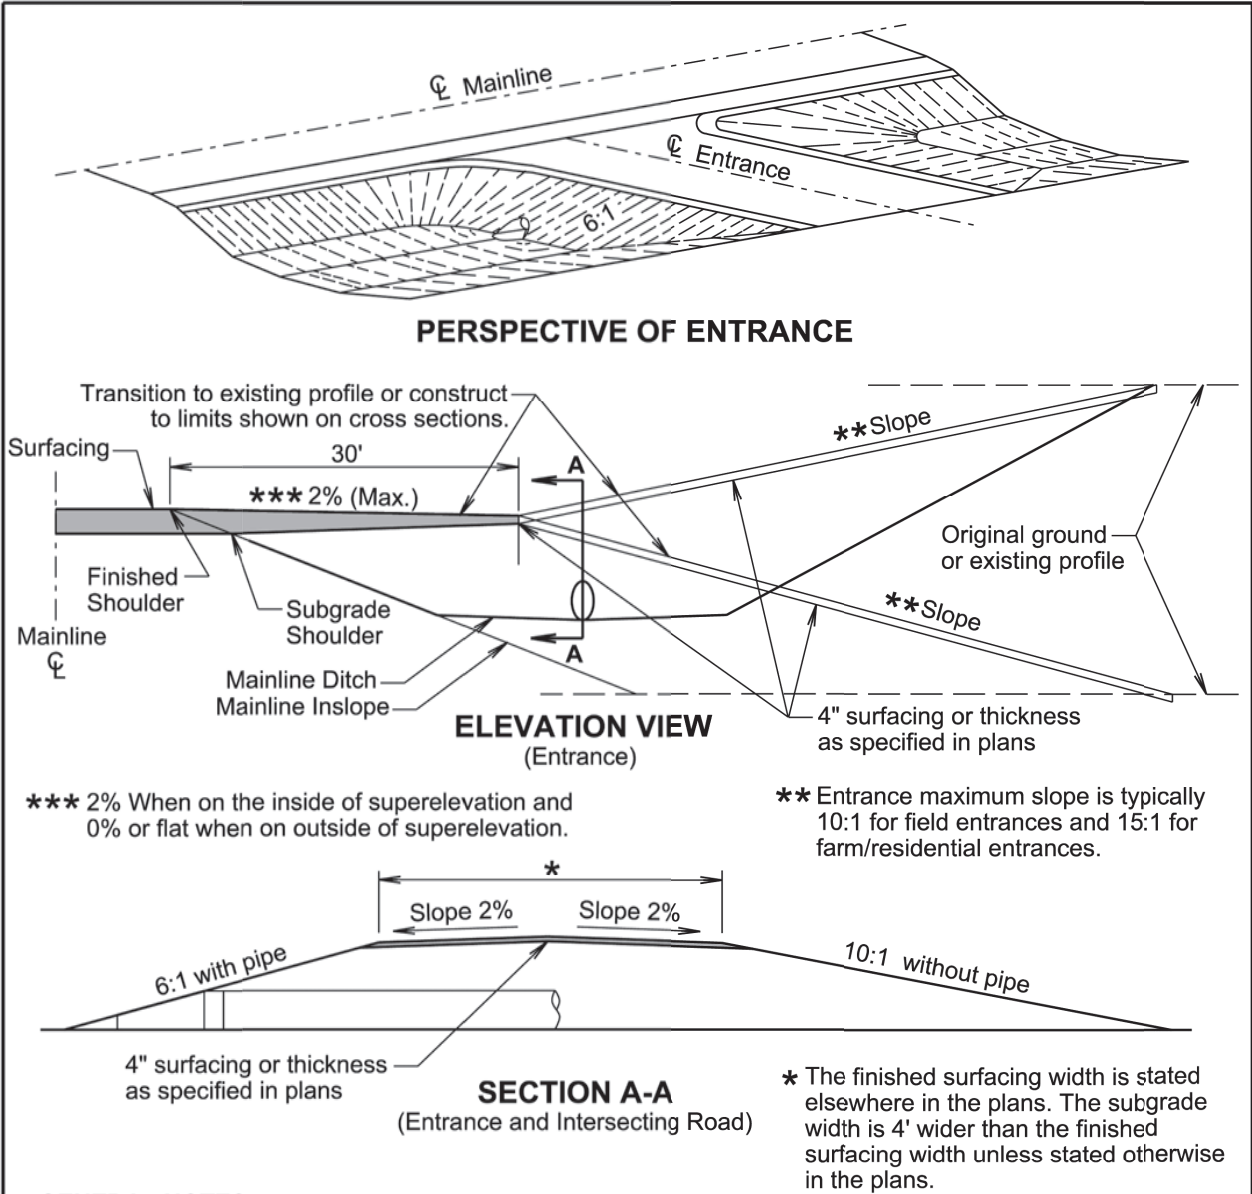 ℄ Mainline
℄ Entrance
6:1
PERSPECTIVE OF ENTRANCE
Transition to existing profile or construct
to limits shown on cross sections.
Surfacing
30'
*** 2% (Max.)
A
** Slope
Original ground
or existing profile
Finished
Shoulder
Subgrade
Shoulder
** Slope
Mainline
℄
A
Mainline Ditch
Mainline Inslope
ELEVATION VIEW
(Entrance)
4" surfacing or thickness
as specified in plans
*** 2% When on the inside of superelevation and
0% or flat when on outside of superelevation.
** Entrance maximum slope is typically
10:1 for field entrances and 15:1 for
farm/residential entrances.
*
Slope 2%
Slope 2%
6:1 with pipe
10:1 without pipe
4" surfacing or thickness
as specified in plans
SECTION A-A
(Entrance and Intersecting Road)
* The finished surfacing width is stated
elsewhere in the plans. The subgrade
width is 4' wider than the finished
surfacing width unless stated otherwise
in the plans.